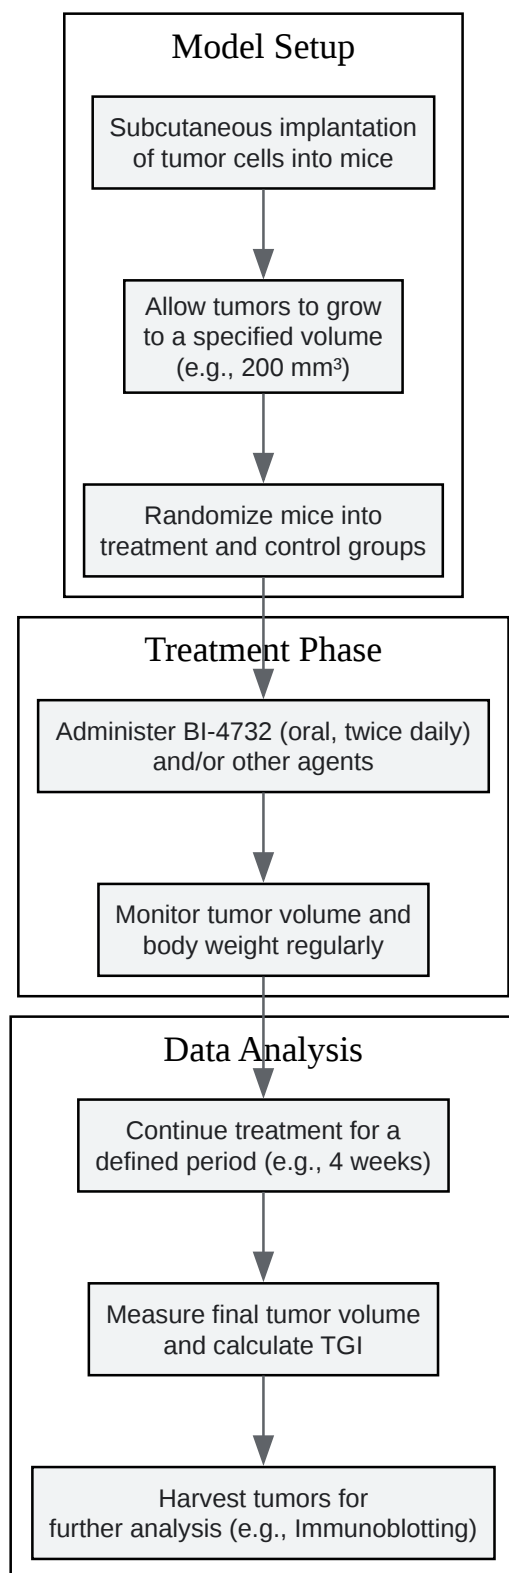 Model Setup
Subcutaneous implantation
of tumor cells into mice
Allow tumors to grow
to a specified volume
(e.g., 200 mm³)
Randomize mice into
treatment and control groups
Treatment Phase
Administer BI-4732 (oral, twice daily)
and/or other agents
Monitor tumor volume and
body weight regularly
Data Analysis
Continue treatment for a
defined period (e.g., 4 weeks)
Measure final tumor volume
and calculate TGI
Harvest tumors for
further analysis (e.g., Immunoblotting)